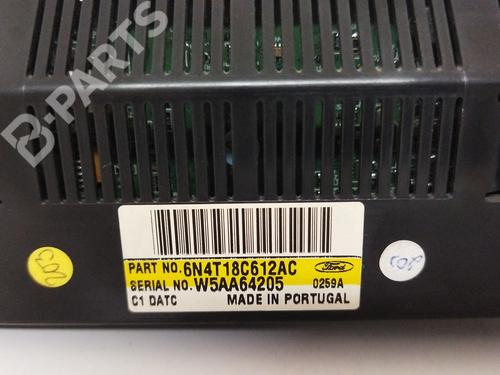 B-PARTS
PART NO. 6N4T18C612AC Ford
SERIAL NO. W5AA64205 0259A
C1 DATC MADE IN PORTUGAL